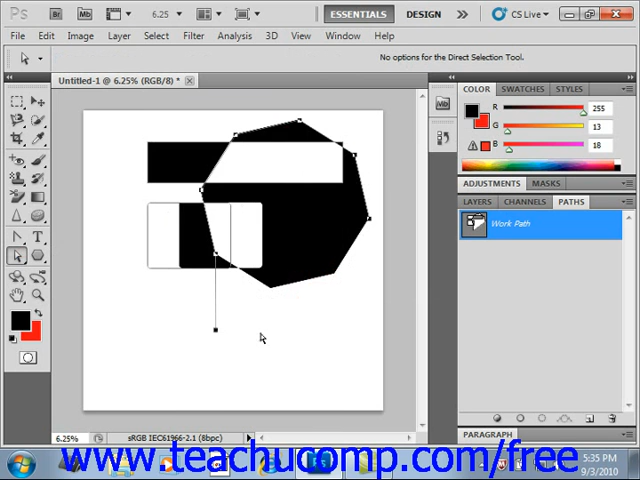 Ps Br Mb 6.25 ESSENTIALS DESIGN CS Live
File Edit Image Layer Select Filter Analysis 3D View Window Help
No options for the Direct Selection Tool.
Untitled-1 @ 6.25% (RGB/8) *
COLOR SWATCHES STYLES
R 255
G 13
B 18
ADJUSTMENTS MASKS
LAYERS CHANNELS PATHS
Work Path
T
6.25% sRGB IEC61966-2.1 (8bpc)
PARAGRAPH
www.teachucomp.com/free
5:35 PM
9/3/2010